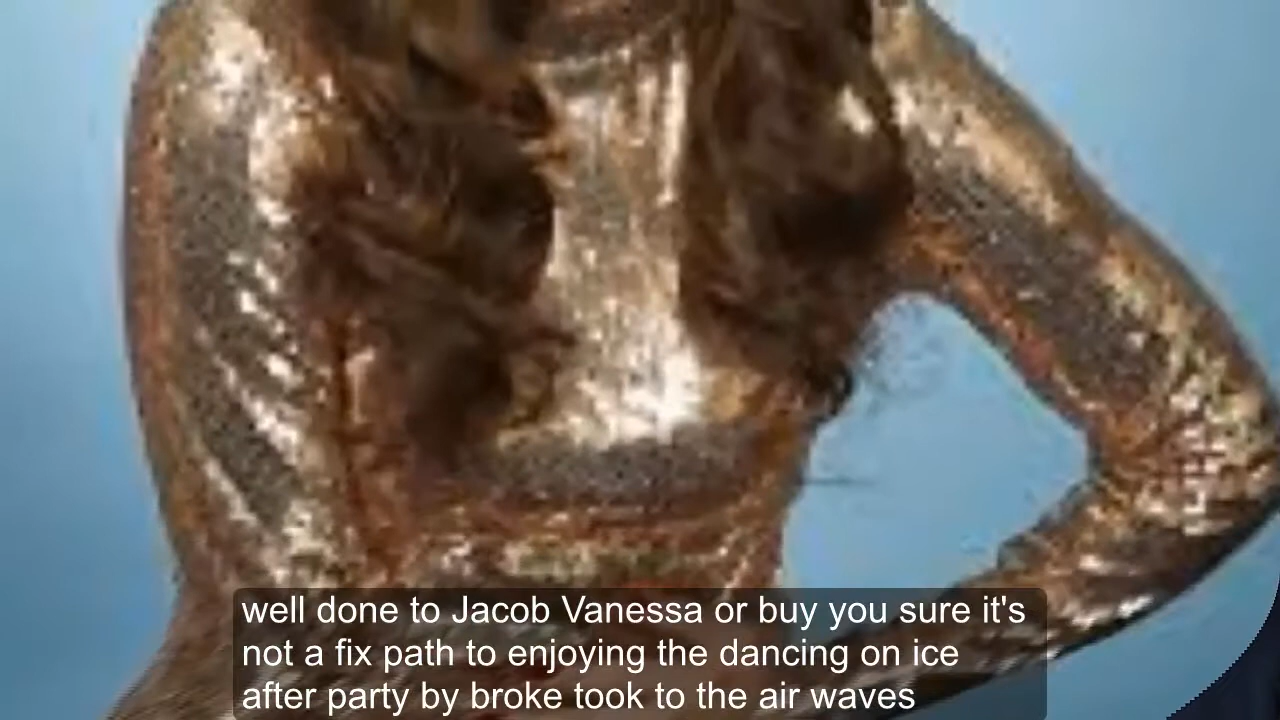 well done to Jacob Vanessa or buy you sure it's
not a fix path to enjoying the dancing on ice
after party by broke took to the air waves